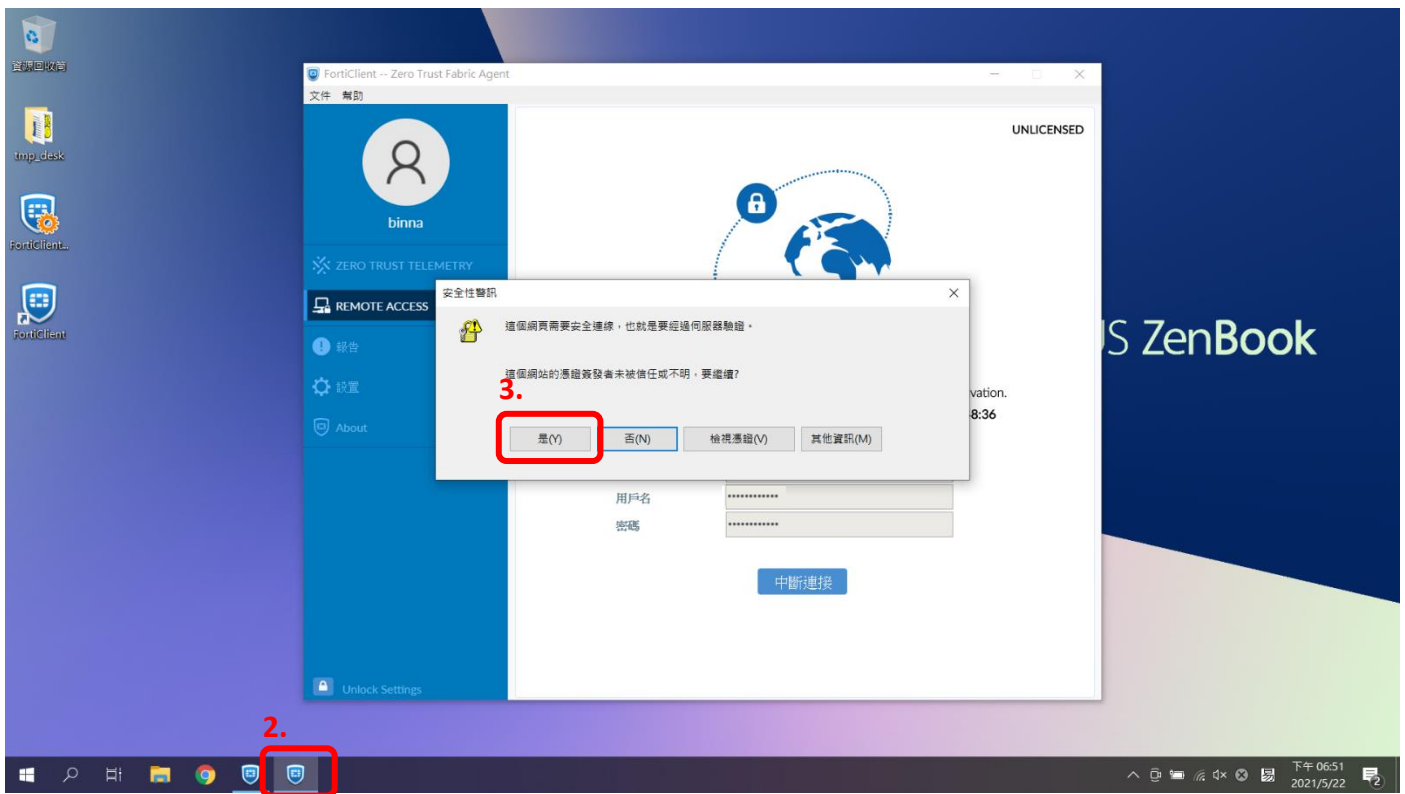 資源回收筒
tmp_desk
FortiClient...
FortiClient
FortiClient -- Zero Trust Fabric Agent
文件 幫助
UNLICENSED
binna
ZERO TRUST TELEMETRY
REMOTE ACCESS
報告
設置
About
Unlock Settings
安全性警訊
這個網頁需要安全連線，也就是要經過伺服器驗證。
這個網站的憑證簽發者未被信任或不明，要繼續?
3.
是(Y) 否(N) 檢視憑證(V) 其他資訊(M)
vation.
8:36
用戶名
密碼
中斷連接
S ZenBook
2.
下午 06:51
2021/5/22
2